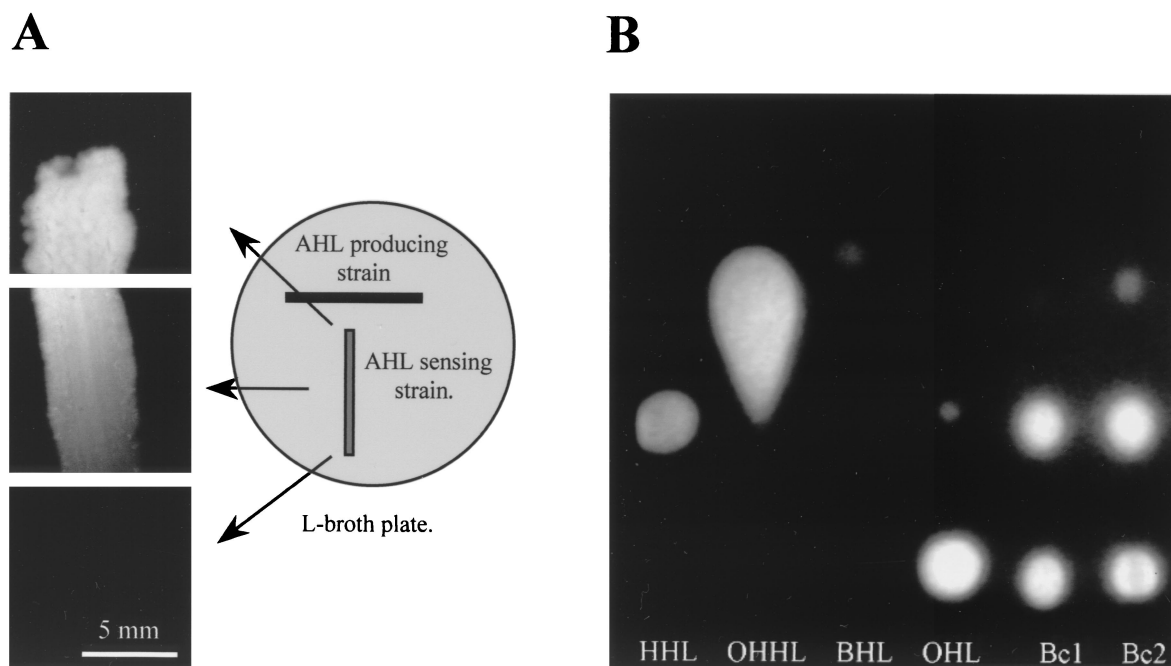 A
B
AHL producing
strain
AHL sensing
strain.
L-broth plate.
5 mm
HHL OHHL BHL OHL Bc1 Bc2